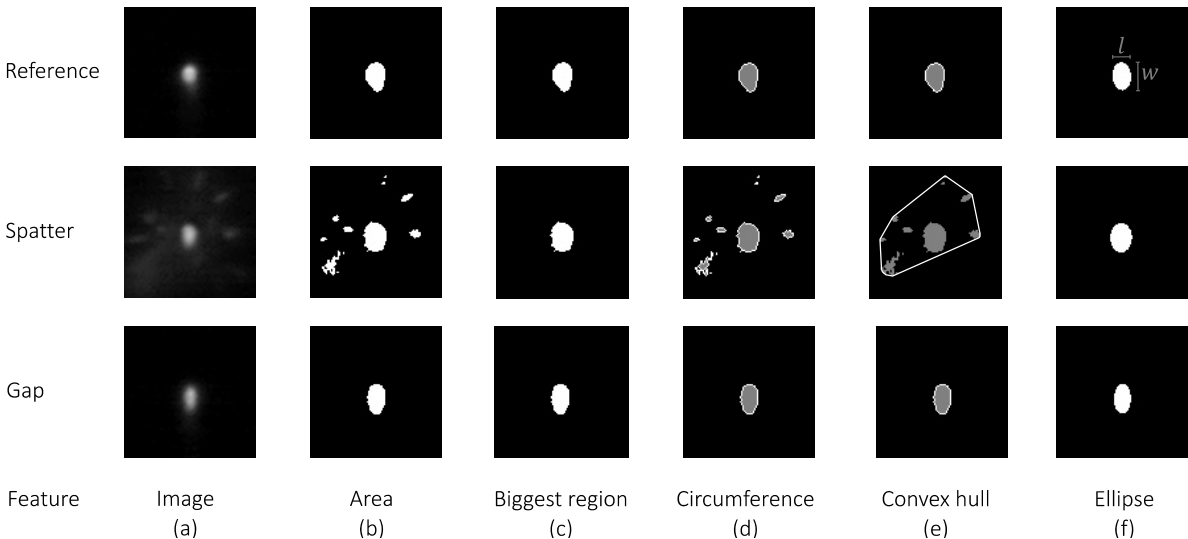 Reference
l
w
Spatter
Gap
Feature Image Area Biggest region Circumference Convex hull Ellipse
(a) (b) (c) (d) (e) (f)